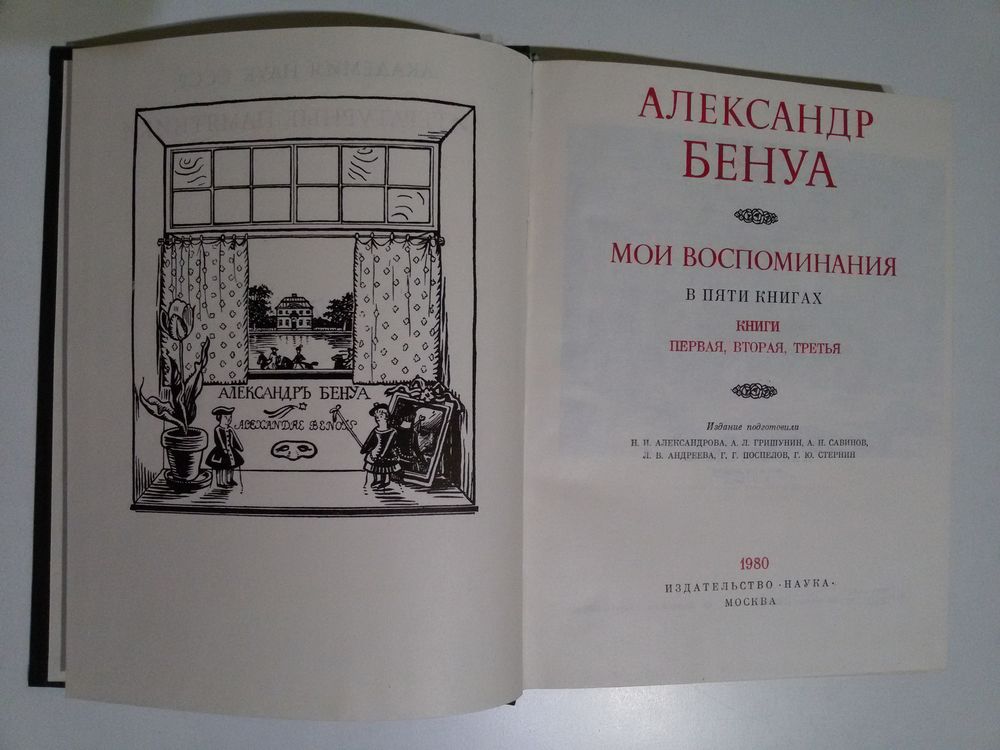 АЛЕКСАНДРЪ БЕНУА
ALEXANDRE BENOIS
АЛЕКСАНДР
БЕНУА
МОИ ВОСПОМИНАНИЯ
В ПЯТИ КНИГАХ
КНИГИ
ПЕРВАЯ, ВТОРАЯ, ТРЕТЬЯ
Издание подготовили
Н. И. АЛЕКСАНДРОВА, А. Л. ГРИШУНИН, А. Н. САВИНОВ,
Л. В. АНДРЕЕВА, Г. Г. ПОСПЕЛОВ, Г. Ю. СТЕРНИН
1980
ИЗДАТЕЛЬСТВО «НАУКА»
МОСКВА